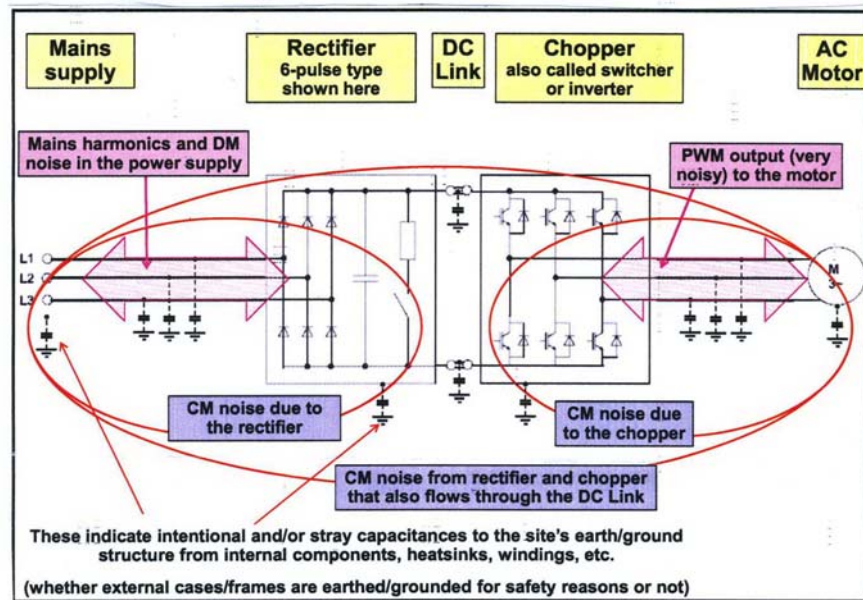 Mains
supply
Rectifier
6-pulse type
shown here
DC
Link
Chopper
also called switcher
or inverter
AC
Motor
Mains harmonics and DM
noise in the power supply
PWM output (very
noisy) to the motor
L1
L2
L3
M
3~
CM noise due to
the rectifier
CM noise due
to the chopper
CM noise from rectifier and chopper
that also flows through the DC Link
These indicate intentional and/or stray capacitances to the site's earth/ground
structure from internal components, heatsinks, windings, etc.
(whether external cases/frames are earthed/grounded for safety reasons or not)